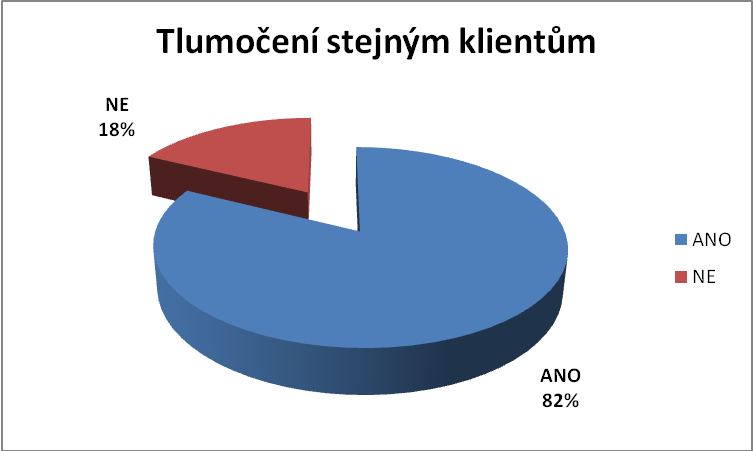 Tlumočení stejným klientům
NE
18%
ANO
NE
ANO
82%